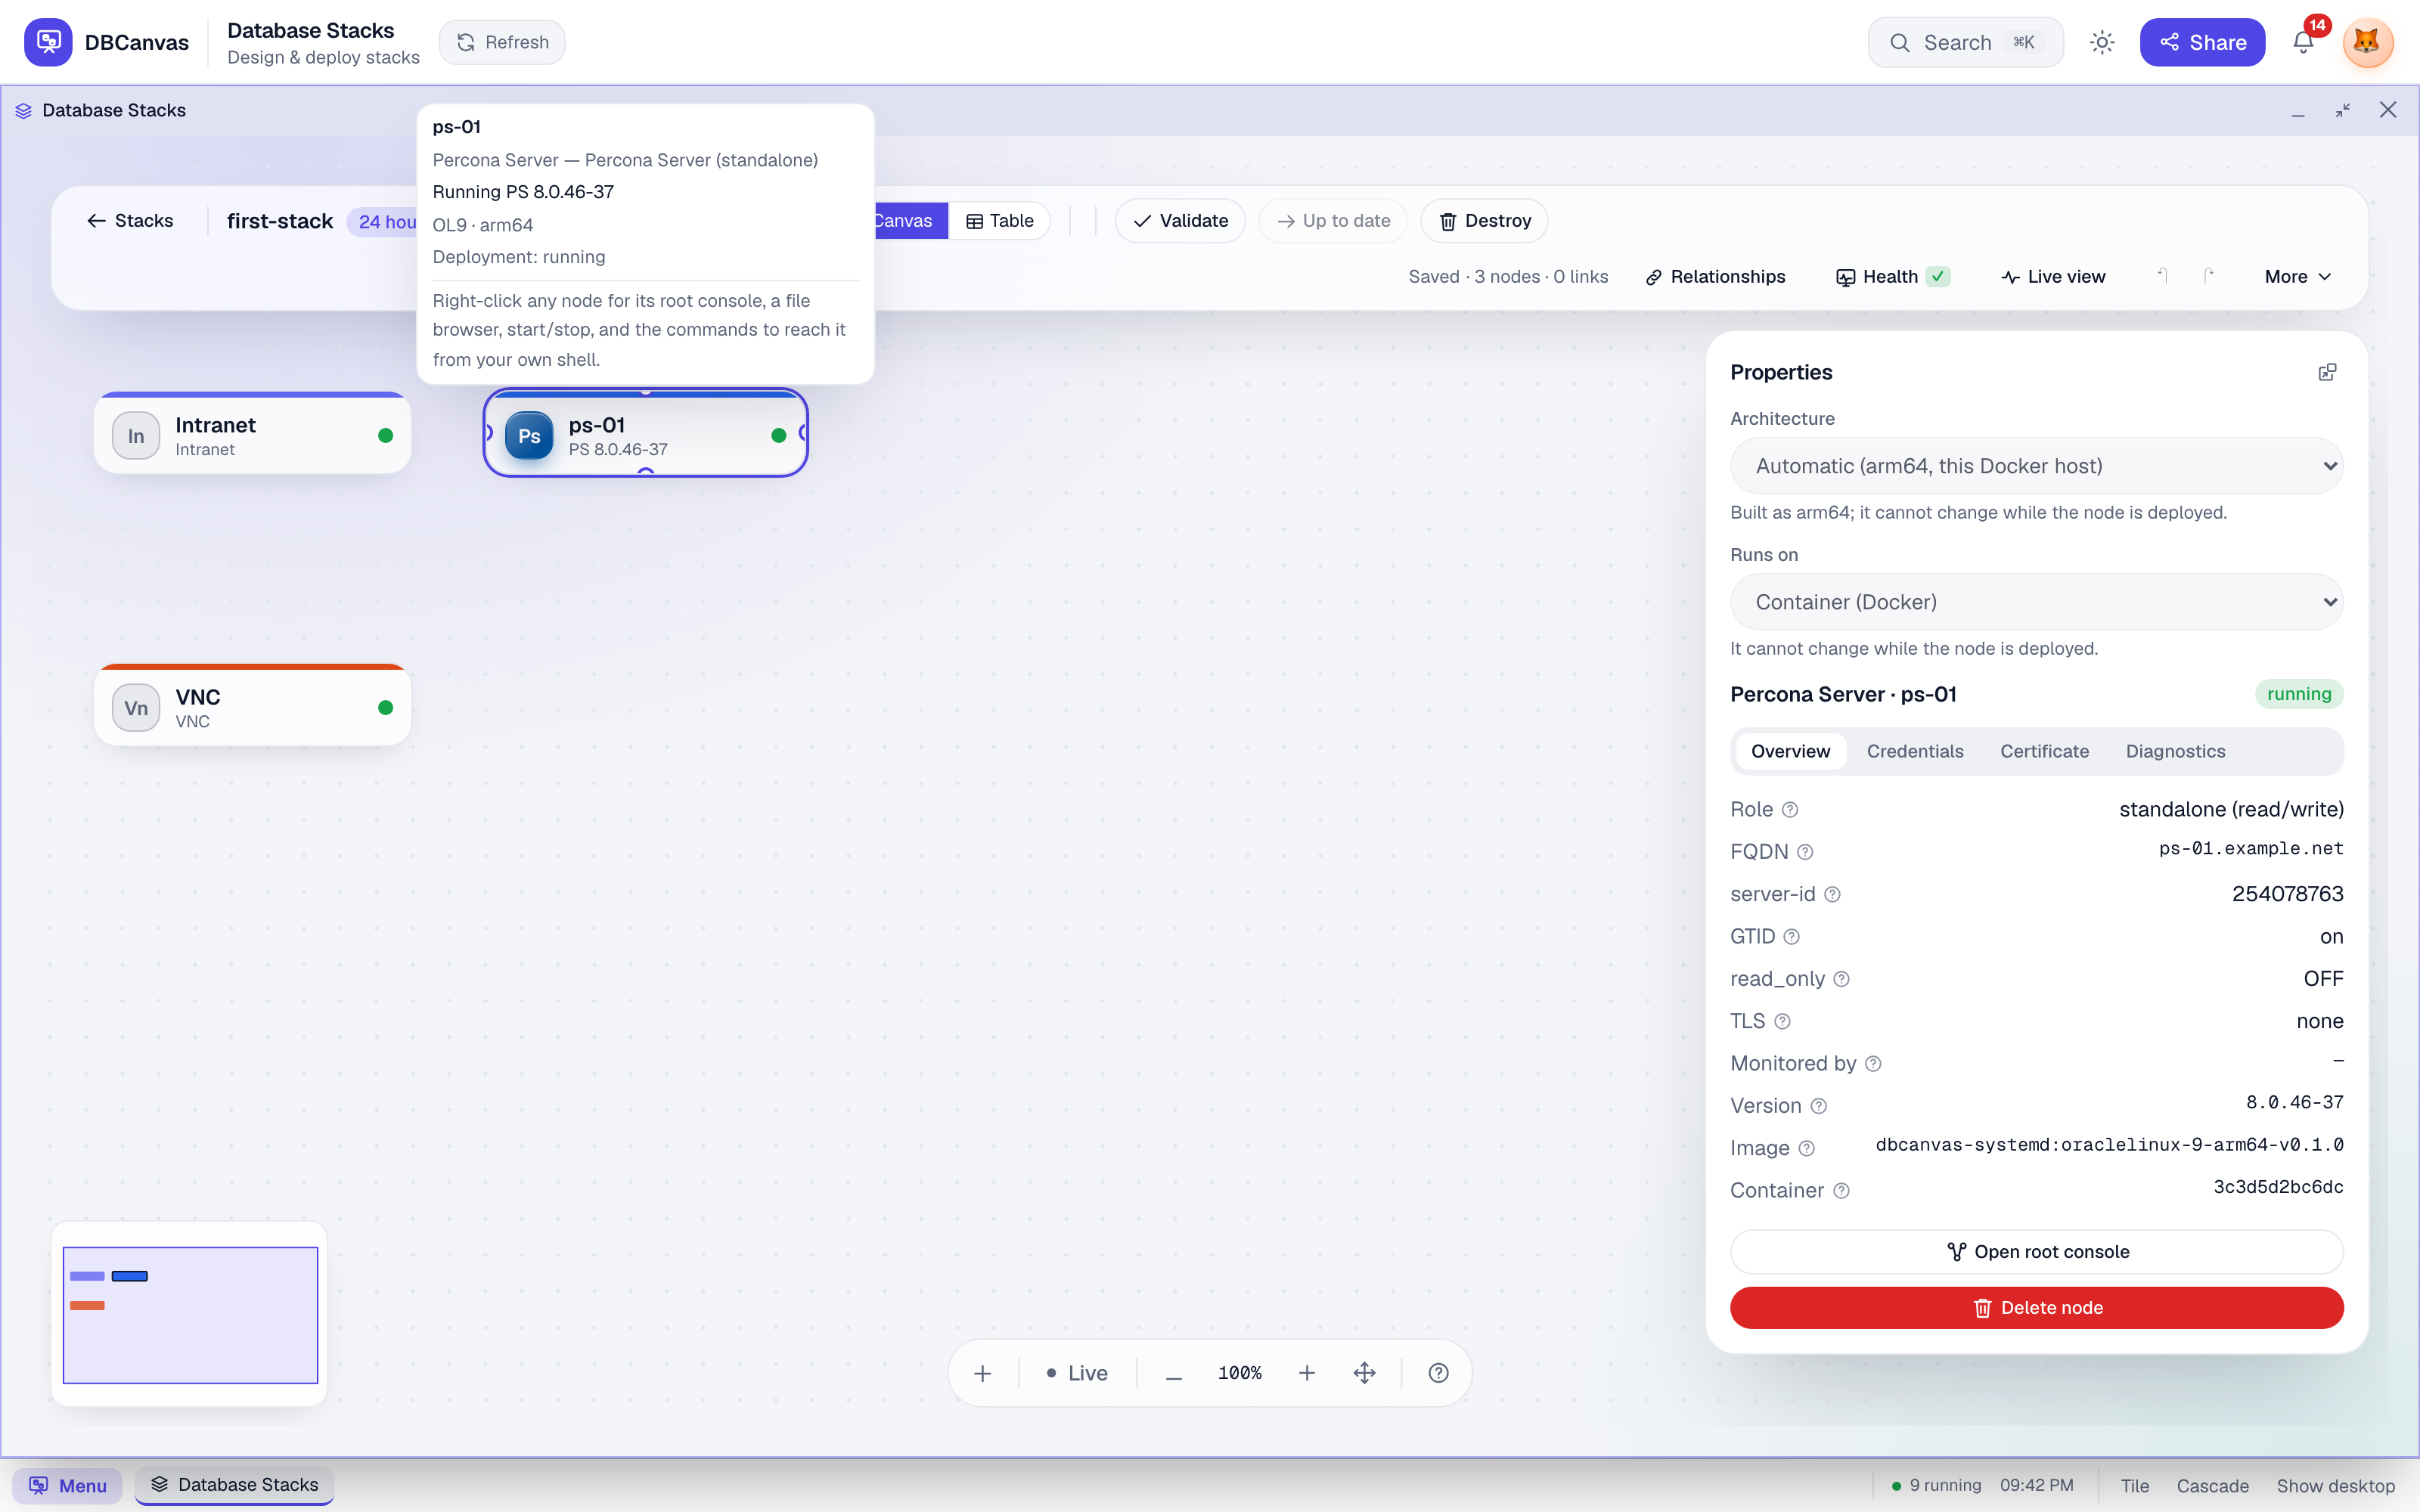 DBCanvas
Database Stacks
Design & deploy stacks
Refresh
Search ⌘K
Share
14
Database Stacks
ps-01
Percona Server — Percona Server (standalone)
Running PS 8.0.46-37
OL9 · arm64
Deployment: running
Right-click any node for its root console, a file
browser, start/stop, and the commands to reach it
from your own shell.
Stacks
first-stack
24 hou
Canvas
Table
Validate
Up to date
Destroy
Saved · 3 nodes · 0 links
Relationships
Health
Live view
More
In
Intranet
Intranet
Ps
ps-01
PS 8.0.46-37
Vn
VNC
VNC
Properties
Architecture
Automatic (arm64, this Docker host)
Built as arm64; it cannot change while the node is deployed.
Runs on
Container (Docker)
It cannot change while the node is deployed.
Percona Server · ps-01
running
Overview
Credentials
Certificate
Diagnostics
Role standalone (read/write)
FQDN ps-01.example.net
server-id 254078763
GTID on
read_only OFF
TLS none
Monitored by –
Version 8.0.46-37
Image dbcanvas-systemd:oraclelinux-9-arm64-v0.1.0
Container 3c3d5d2bc6dc
Open root console
Delete node
Live
100%
Menu
Database Stacks
9 running
09:42 PM
Tile
Cascade
Show desktop